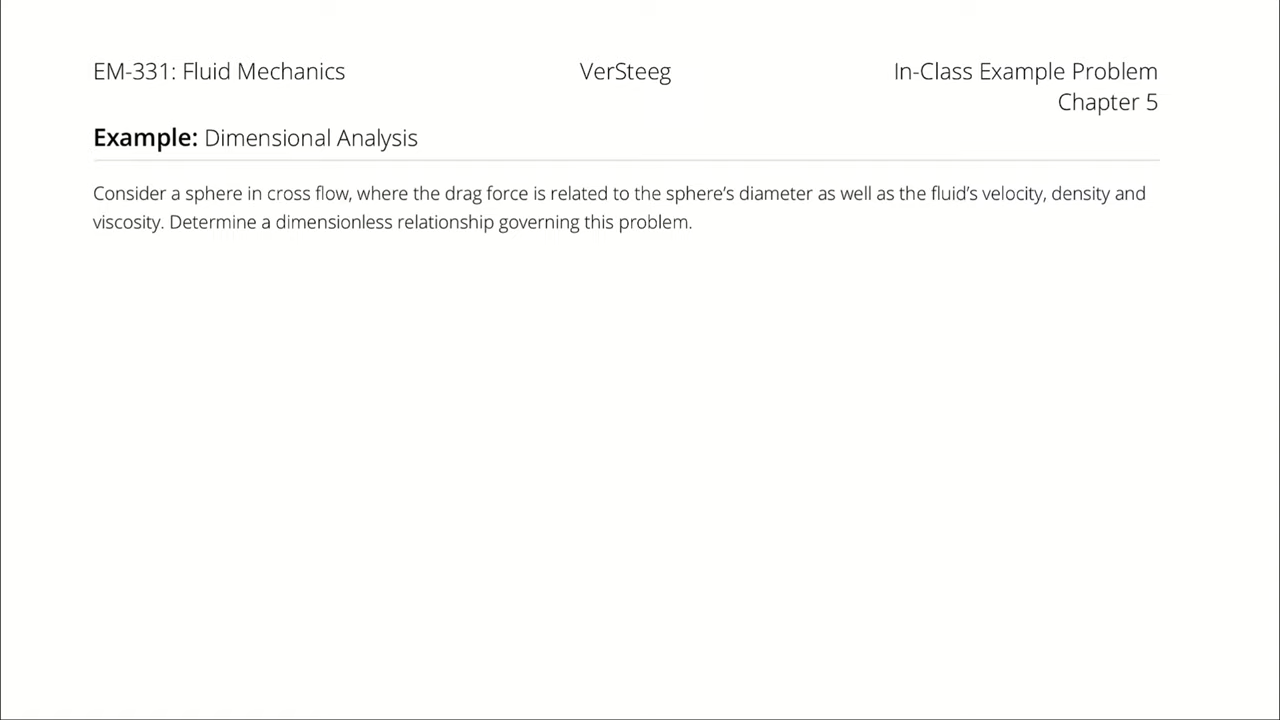 EM-331: Fluid Mechanics VerSteeg In-Class Example Problem
Chapter 5
Example: Dimensional Analysis
Consider a sphere in cross flow, where the drag force is related to the sphere’s diameter as well as the fluid’s velocity, density and
viscosity. Determine a dimensionless relationship governing this problem.